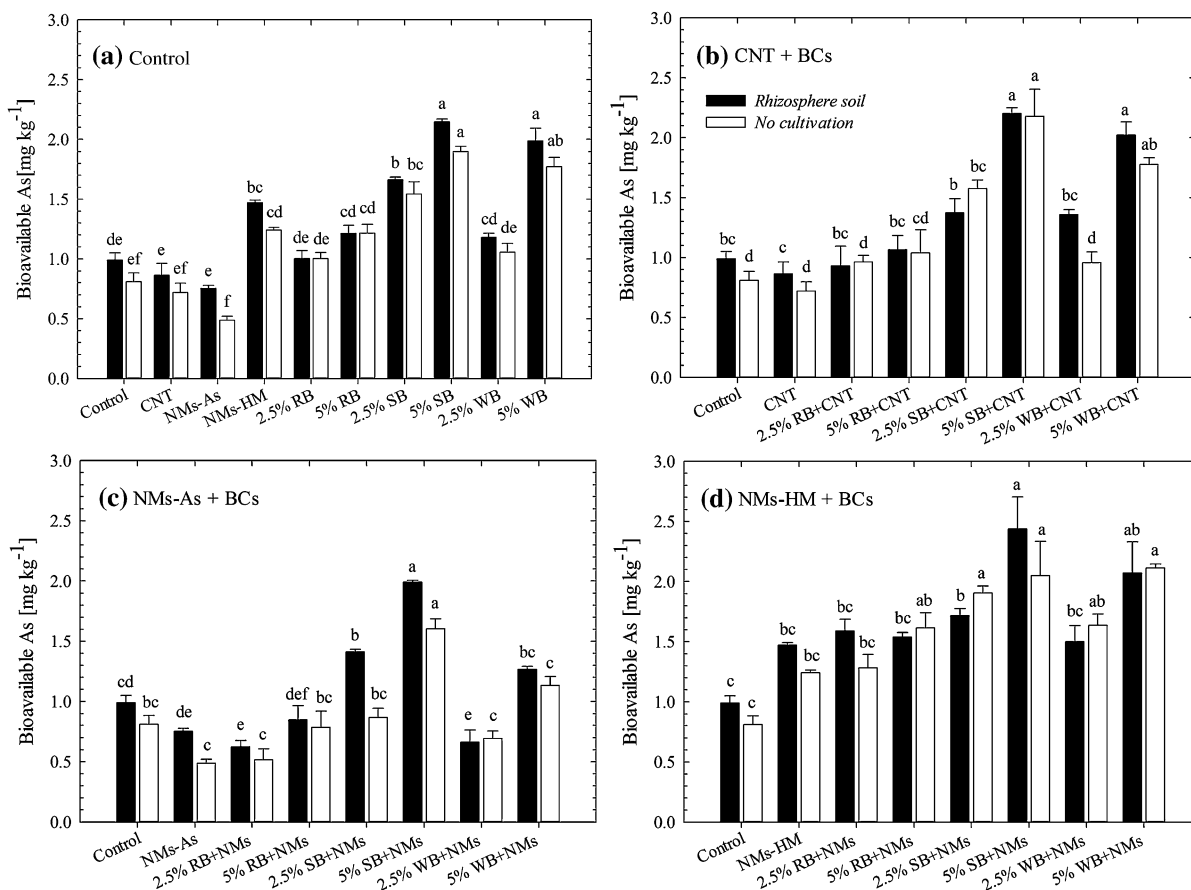 3.0
(a) Control
2.5
2.0
1.5
1.0
0.5
0.0
Bioavailable As[mg kg-1]
de ef e ef e f bc cd de de cd cd b bc a a cd de a ab
Control CNT NMs-As NMs-HM 2.5% RB 5% RB 2.5% SB 5% SB 2.5% WB 5% WB
3.0
(b) CNT + BCs
Rhizosphere soil
No cultivation
2.5
2.0
1.5
1.0
0.5
0.0
Bioavailable As [mg kg-1]
bc d c d bc d bc cd b bc a a bc d a ab
Control CNT 2.5% RB+CNT 5% RB+CNT 2.5% SB+CNT 5% SB+CNT 2.5% WB+CNT 5% WB+CNT
3.0
(c) NMs-As + BCs
2.5
2.0
1.5
1.0
0.5
0.0
Bioavailable As [mg kg-1]
cd bc de c e c def bc b bc a a e c bc c
Control NMs-As 2.5% RB+NMs 5% RB+NMs 2.5% SB+NMs 5% SB+NMs 2.5% WB+NMs 5% WB+NMs
3.0
(d) NMs-HM + BCs
2.5
2.0
1.5
1.0
0.5
0.0
Bioavailable As [mg kg-1]
c c bc bc bc bc bc ab b a a a bc ab ab a
Control NMs-HM 2.5% RB+NMs 5% RB+NMs 2.5% SB+NMs 5% SB+NMs 2.5% WB+NMs 5% WB+NMs